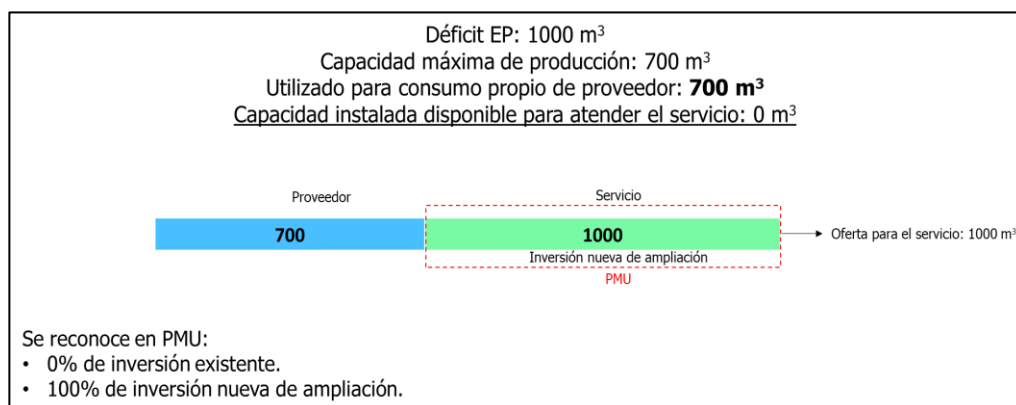 Déficit EP: 1000 m³
Capacidad máxima de producción: 700 m³
Utilizado para consumo propio de proveedor: 700 m³
Capacidad instalada disponible para atender el servicio: 0 m³
Proveedor
Servicio
700
1000
Oferta para el servicio: 1000 m³
Inversión nueva de ampliación
PMU
Se reconoce en PMU:
• 0% de inversión existente.
• 100% de inversión nueva de ampliación.